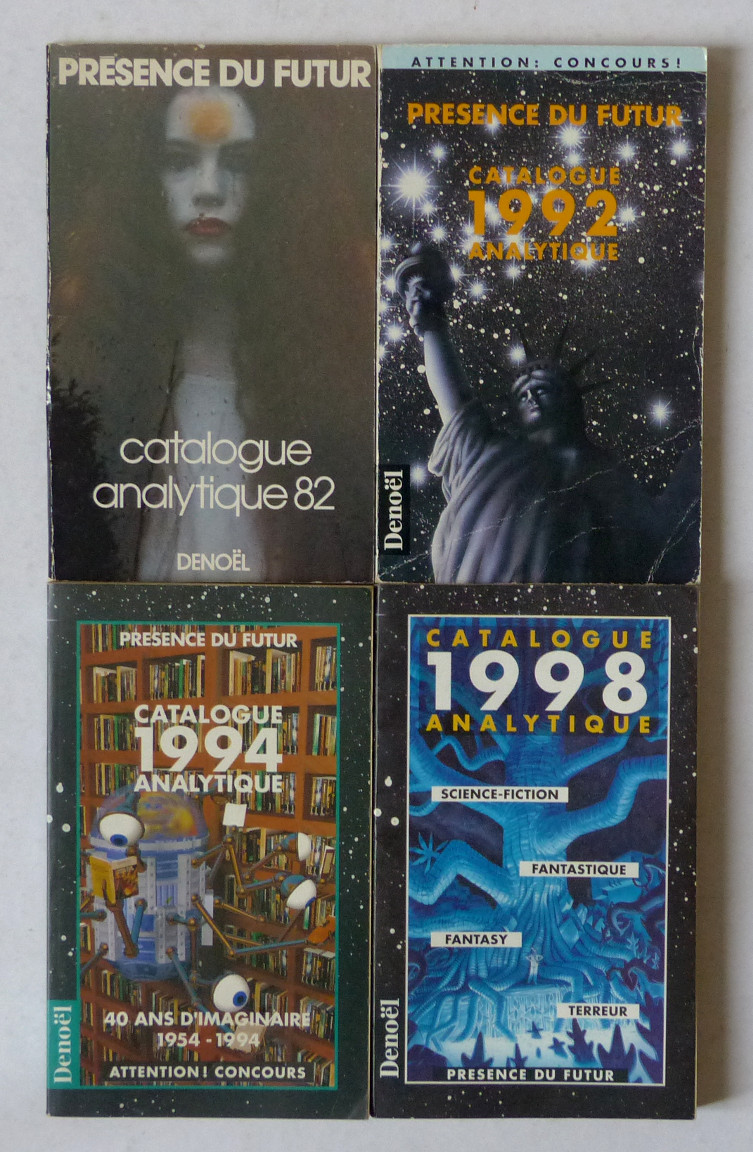 PRÉSENCE DU FUTUR
catalogue
analytique 82
DENOËL
ATTENTION: CONCOURS!
PRESENCE DU FUTUR
CATALOGUE
1992
ANALYTIQUE
Denoël
PRESENCE DU FUTUR
CATALOGUE
1994
ANALYTIQUE
40 ANS D'IMAGINAIRE
1954 - 1994
ATTENTION! CONCOURS
Denoël
CATALOGUE
1998
ANALYTIQUE
SCIENCE-FICTION
FANTASTIQUE
FANTASY
TERREUR
PRESENCE DU FUTUR
Denoël